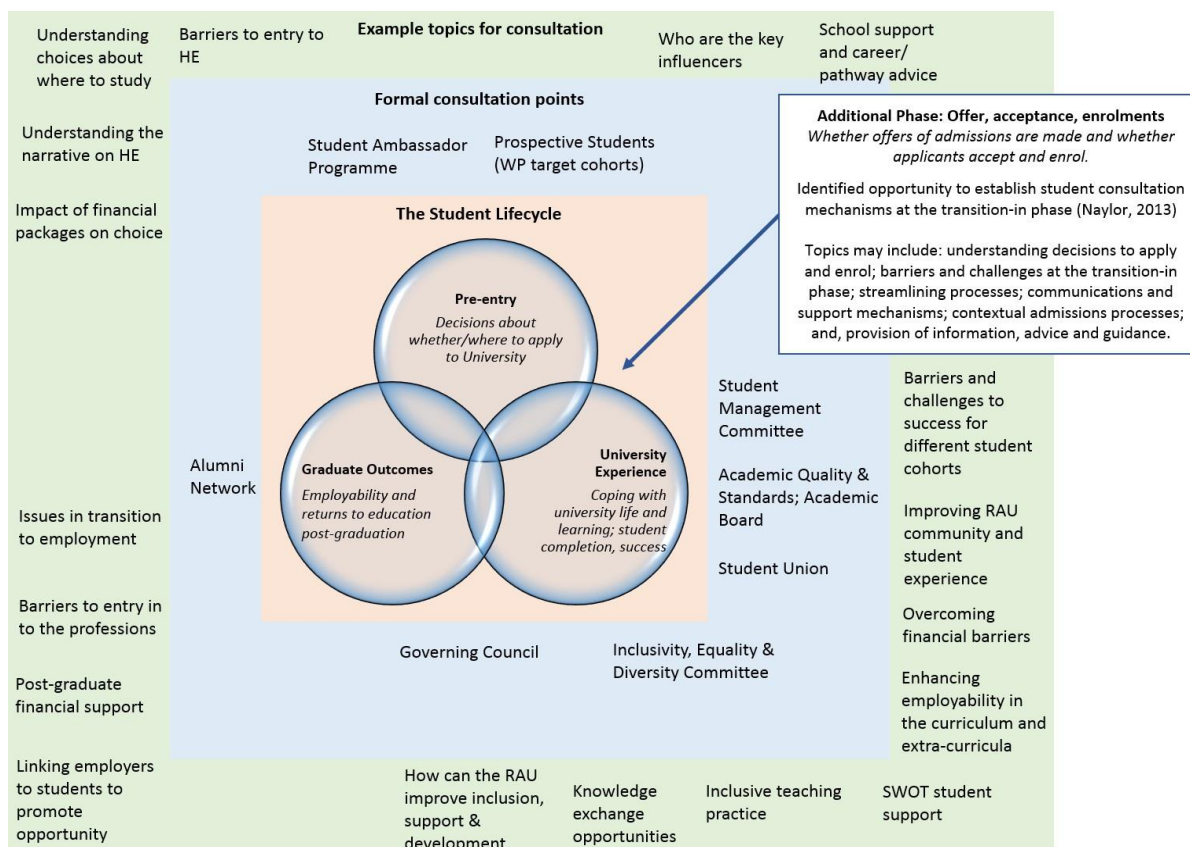 Example topics for consultation
Understanding
choices about
where to study
Barriers to entry to
HE
Who are the key
influencers
School support
and career/
pathway advice
Understanding the
narrative on HE
Impact of financial
packages on choice
Formal consultation points
Student Ambassador
Programme
Prospective Students
(WP target cohorts)
Additional Phase: Offer, acceptance, enrolments
Whether offers of admissions are made and whether
applicants accept and enrol.
Identified opportunity to establish student consultation
mechanisms at the transition-in phase (Naylor, 2013)
Topics may include: understanding decisions to apply
and enrol; barriers and challenges at the transition-in
phase; streamlining processes; communications and
support mechanisms; contextual admissions processes;
and, provision of information, advice and guidance.
The Student Lifecycle
Pre-entry
Decisions about
whether/where to apply
to University
Graduate Outcomes
Employability and
returns to education
post-graduation
University
Experience
Coping with
university life and
learning; student
completion, success
Alumni
Network
Student
Management
Committee
Academic Quality &
Standards; Academic
Board
Student Union
Governing Council
Inclusivity, Equality &
Diversity Committee
Issues in transition
to employment
Barriers to entry in
to the professions
Post-graduate
financial support
Linking employers
to students to
promote
opportunity
Barriers and
challenges to
success for
different student
cohorts
Improving RAU
community and
student
experience
Overcoming
financial barriers
Enhancing
employability in
the curriculum and
extra-curricula
How can the RAU
improve inclusion,
support &
development
Knowledge
exchange
opportunities
Inclusive teaching
practice
SWOT student
support